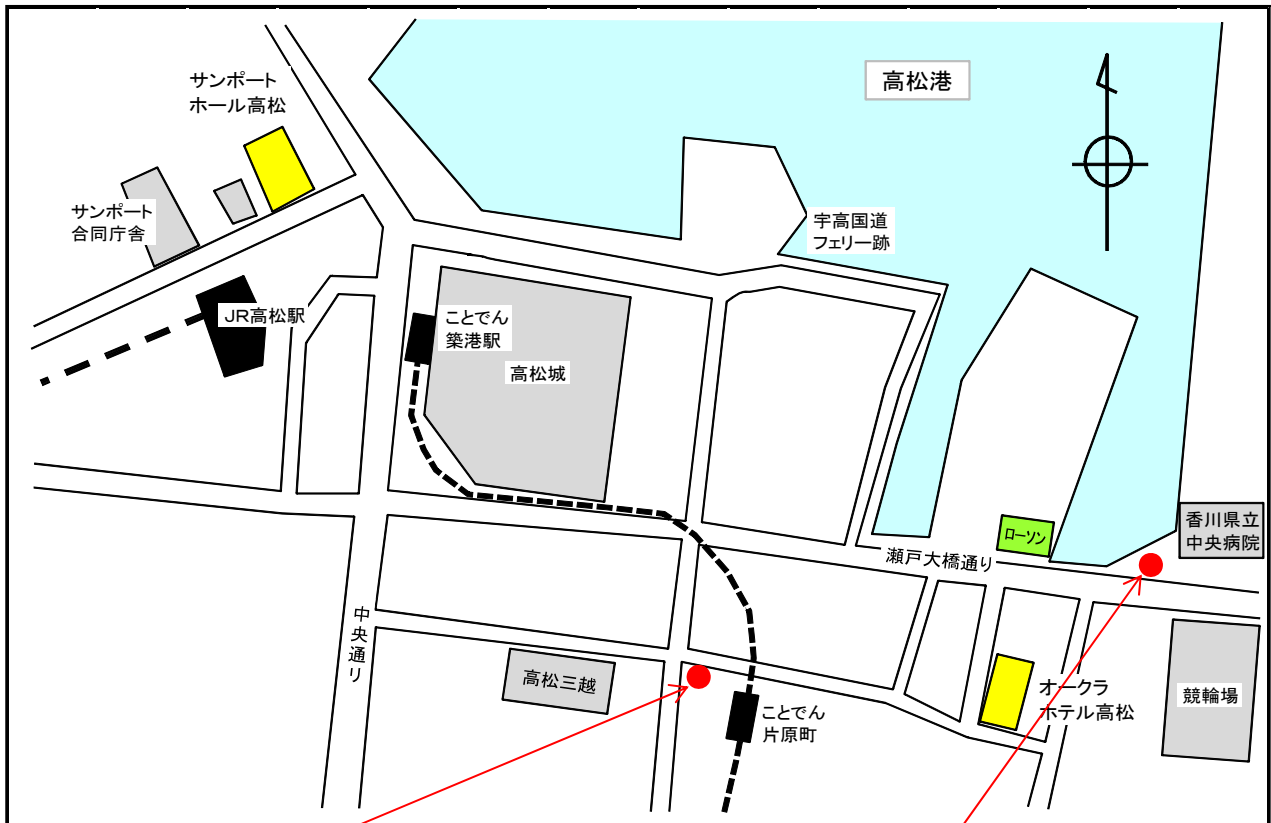 高松港
サンポート
ホール高松
サンポート
合同庁舎
宇高国道
フェリー跡
JR高松駅
ことでん
築港駅
高松城
香川県立
中央病院
ローソン
瀬戸大橋通り
中央通り
高松三越
ことでん
片原町
オークラ
ホテル高松
競輪場